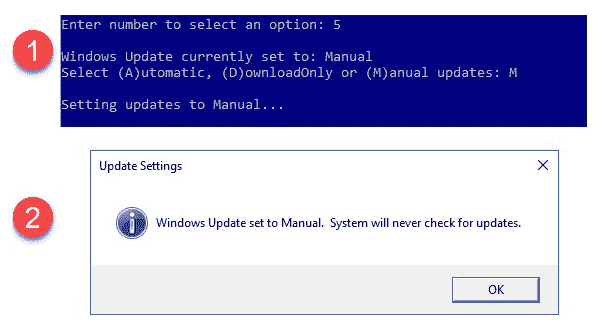 1
Enter number to select an option: 5
Windows Update currently set to: Manual
Select (A)utomatic, (D)ownloadOnly or (M)anual updates: M
Setting updates to Manual...
2
Update Settings
Windows Update set to Manual. System will never check for updates.
OK